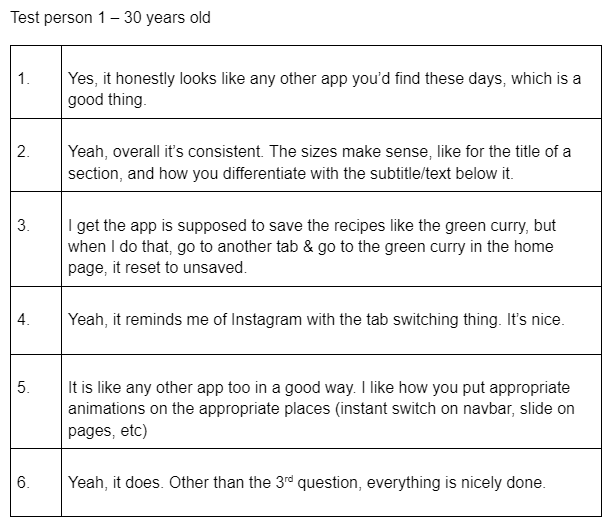 Test person 1 – 30 years old
1. Yes, it honestly looks like any other app you’d find these days, which is a
good thing.
2. Yeah, overall it’s consistent. The sizes make sense, like for the title of a
section, and how you differentiate with the subtitle/text below it.
3. I get the app is supposed to save the recipes like the green curry, but
when I do that, go to another tab & go to the green curry in the home
page, it reset to unsaved.
4. Yeah, it reminds me of Instagram with the tab switching thing. It’s nice.
5. It is like any other app too in a good way. I like how you put appropriate
animations on the appropriate places (instant switch on navbar, slide on
pages, etc)
6. Yeah, it does. Other than the 3rd question, everything is nicely done.